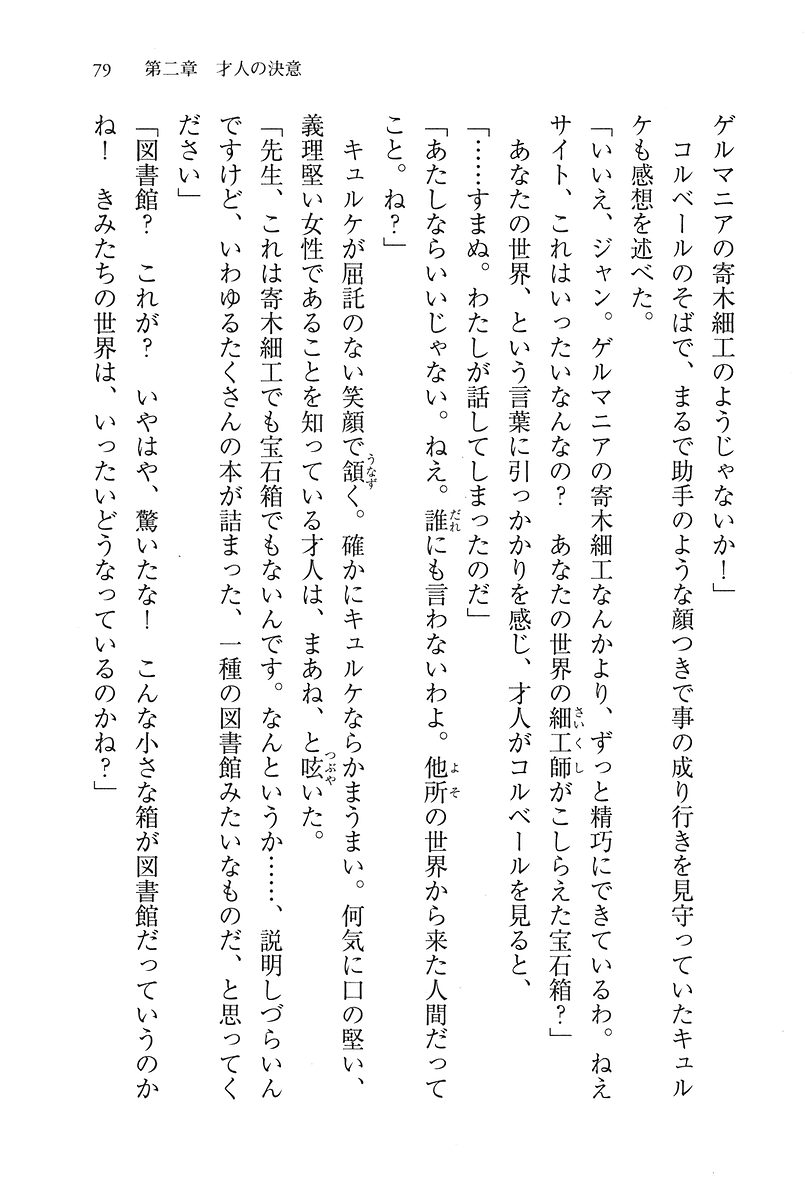 79　第二章　才人の決意
ゲルマニアの寄木細工のようじゃないか！」
　コルベールのそばで、まるで助手のような顔つきで事の成り行きを見守っていたキュル
ケも感想を述べた。
「いいえ、ジャン。ゲルマニアの寄木細工なんかより、ずっと精巧にできているわ。ねえ
サイト、これはいったいなんなの？　あなたの世界の細工師がこしらえた宝石箱？」
　あなたの世界、という言葉に引っかかりを感じ、才人がコルベールを見ると、
「……すまぬ。わたしが話してしまったのだ」
「あたしならいいじゃない。ねえ。誰にも言わないわよ。他所の世界から来た人間だって
こと。ね？」
　キュルケが屈託のない笑顔で頷く。確かにキュルケならかまうまい。何気に口の堅い、
義理堅い女性であることを知っている才人は、まあね、と呟いた。
「先生、これは寄木細工でも宝石箱でもないんです。なんというか……、説明しづらいん
ですけど、いわゆるたくさんの本が詰まった、一種の図書館みたいなものだ、と思ってく
ださい」
「図書館？　これが？　いやはや、驚いたな！　こんな小さな箱が図書館だっていうのか
ね！　きみたちの世界は、いったいどうなっているのかね？」